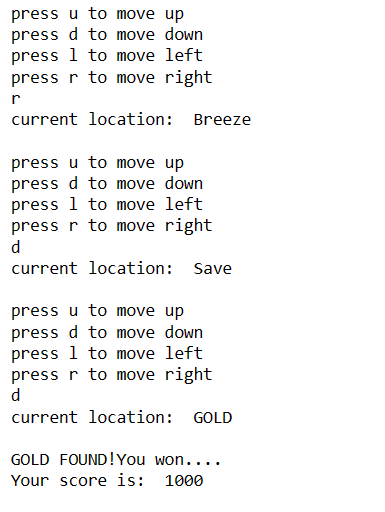 press u to move up
press d to move down
press l to move left
press r to move right
r
current location:  Breeze
press u to move up
press d to move down
press l to move left
press r to move right
d
current location:  Save
press u to move up
press d to move down
press l to move left
press r to move right
d
current location:  GOLD
GOLD FOUND!You won....
Your score is:  1000